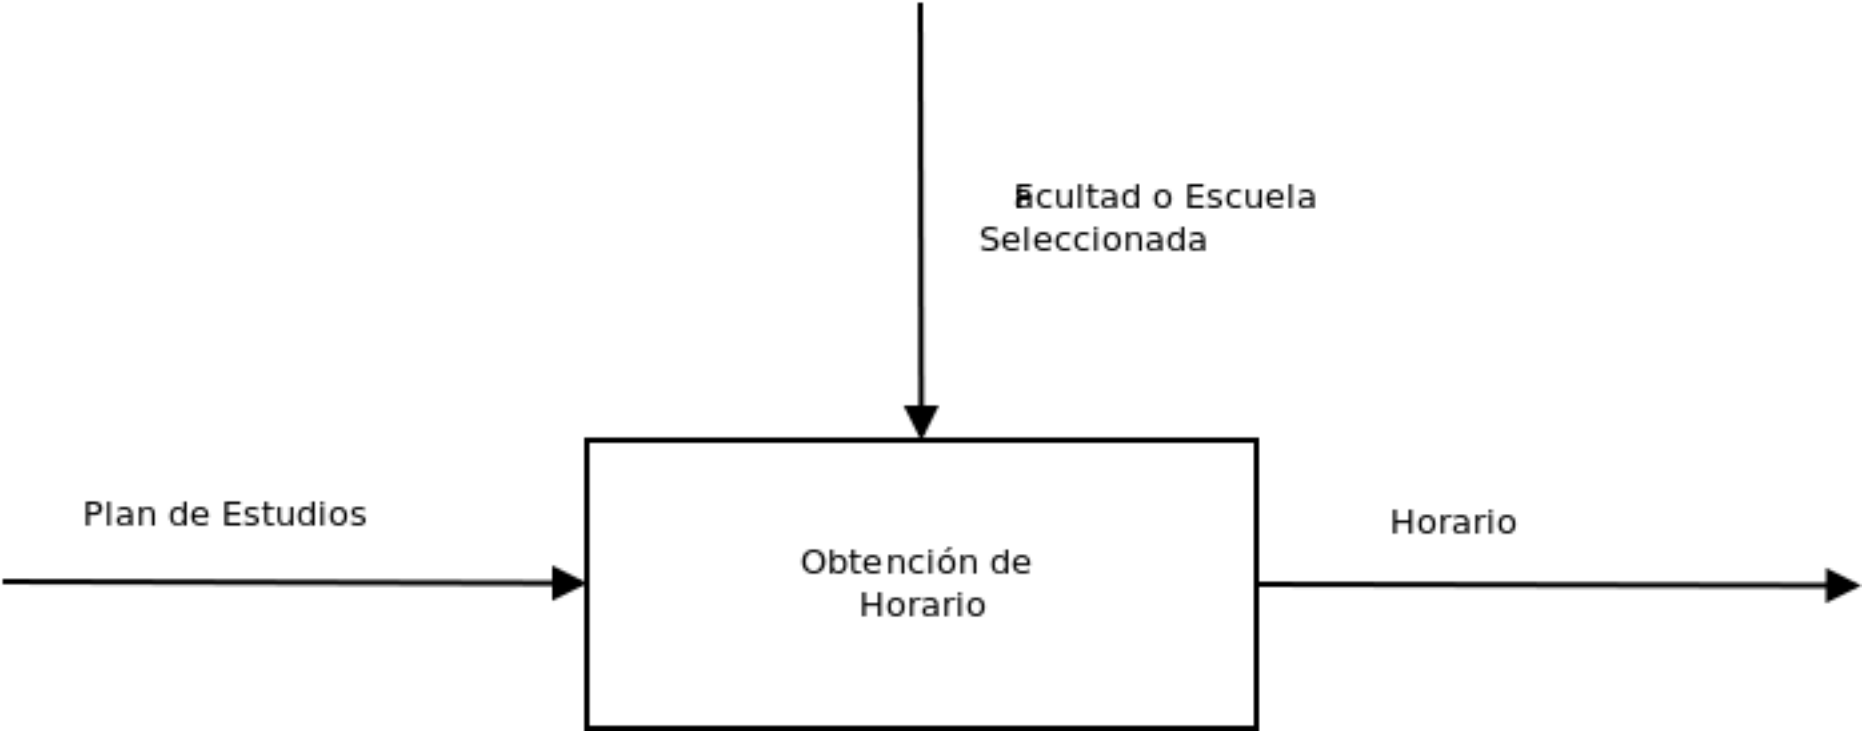 Facultad o Escuela
Seleccionada
Plan de Estudios
Horario
Obtención de
Horario